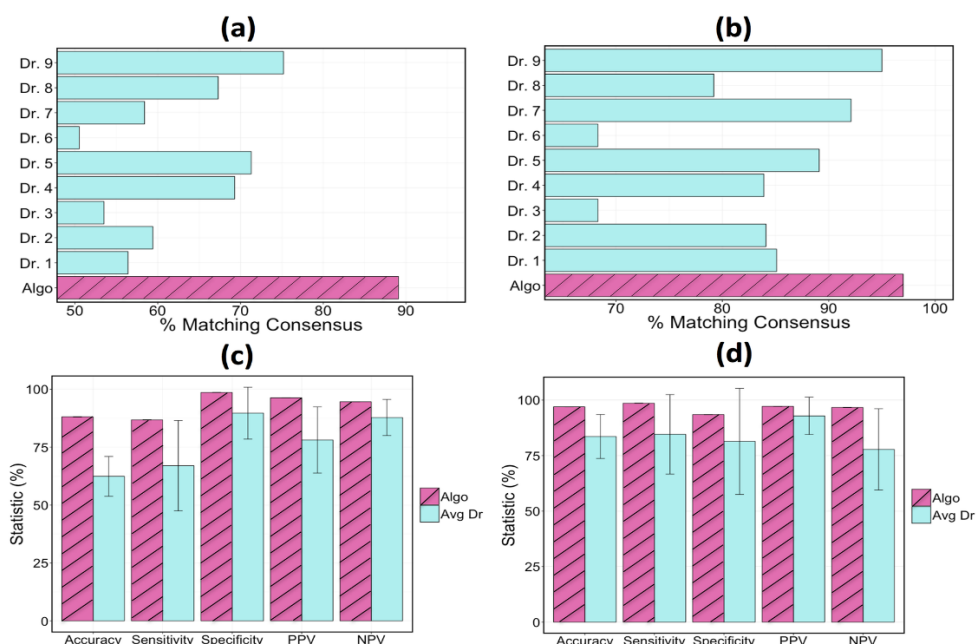 (a)
Dr. 9
Dr. 8
Dr. 7
Dr. 6
Dr. 5
Dr. 4
Dr. 3
Dr. 2
Dr. 1
Algo
50 60 70 80 90
% Matching Consensus
(b)
Dr. 9
Dr. 8
Dr. 7
Dr. 6
Dr. 5
Dr. 4
Dr. 3
Dr. 2
Dr. 1
Algo
70 80 90 100
% Matching Consensus
(c)
Statistic (%)
100
75
50
25
0
Accuracy Sensitivity Specificity PPV NPV
Algo
Avg Dr
(d)
Statistic (%)
100
75
50
25
0
Accuracy Sensitivity Specificity PPV NPV
Algo
Avg Dr